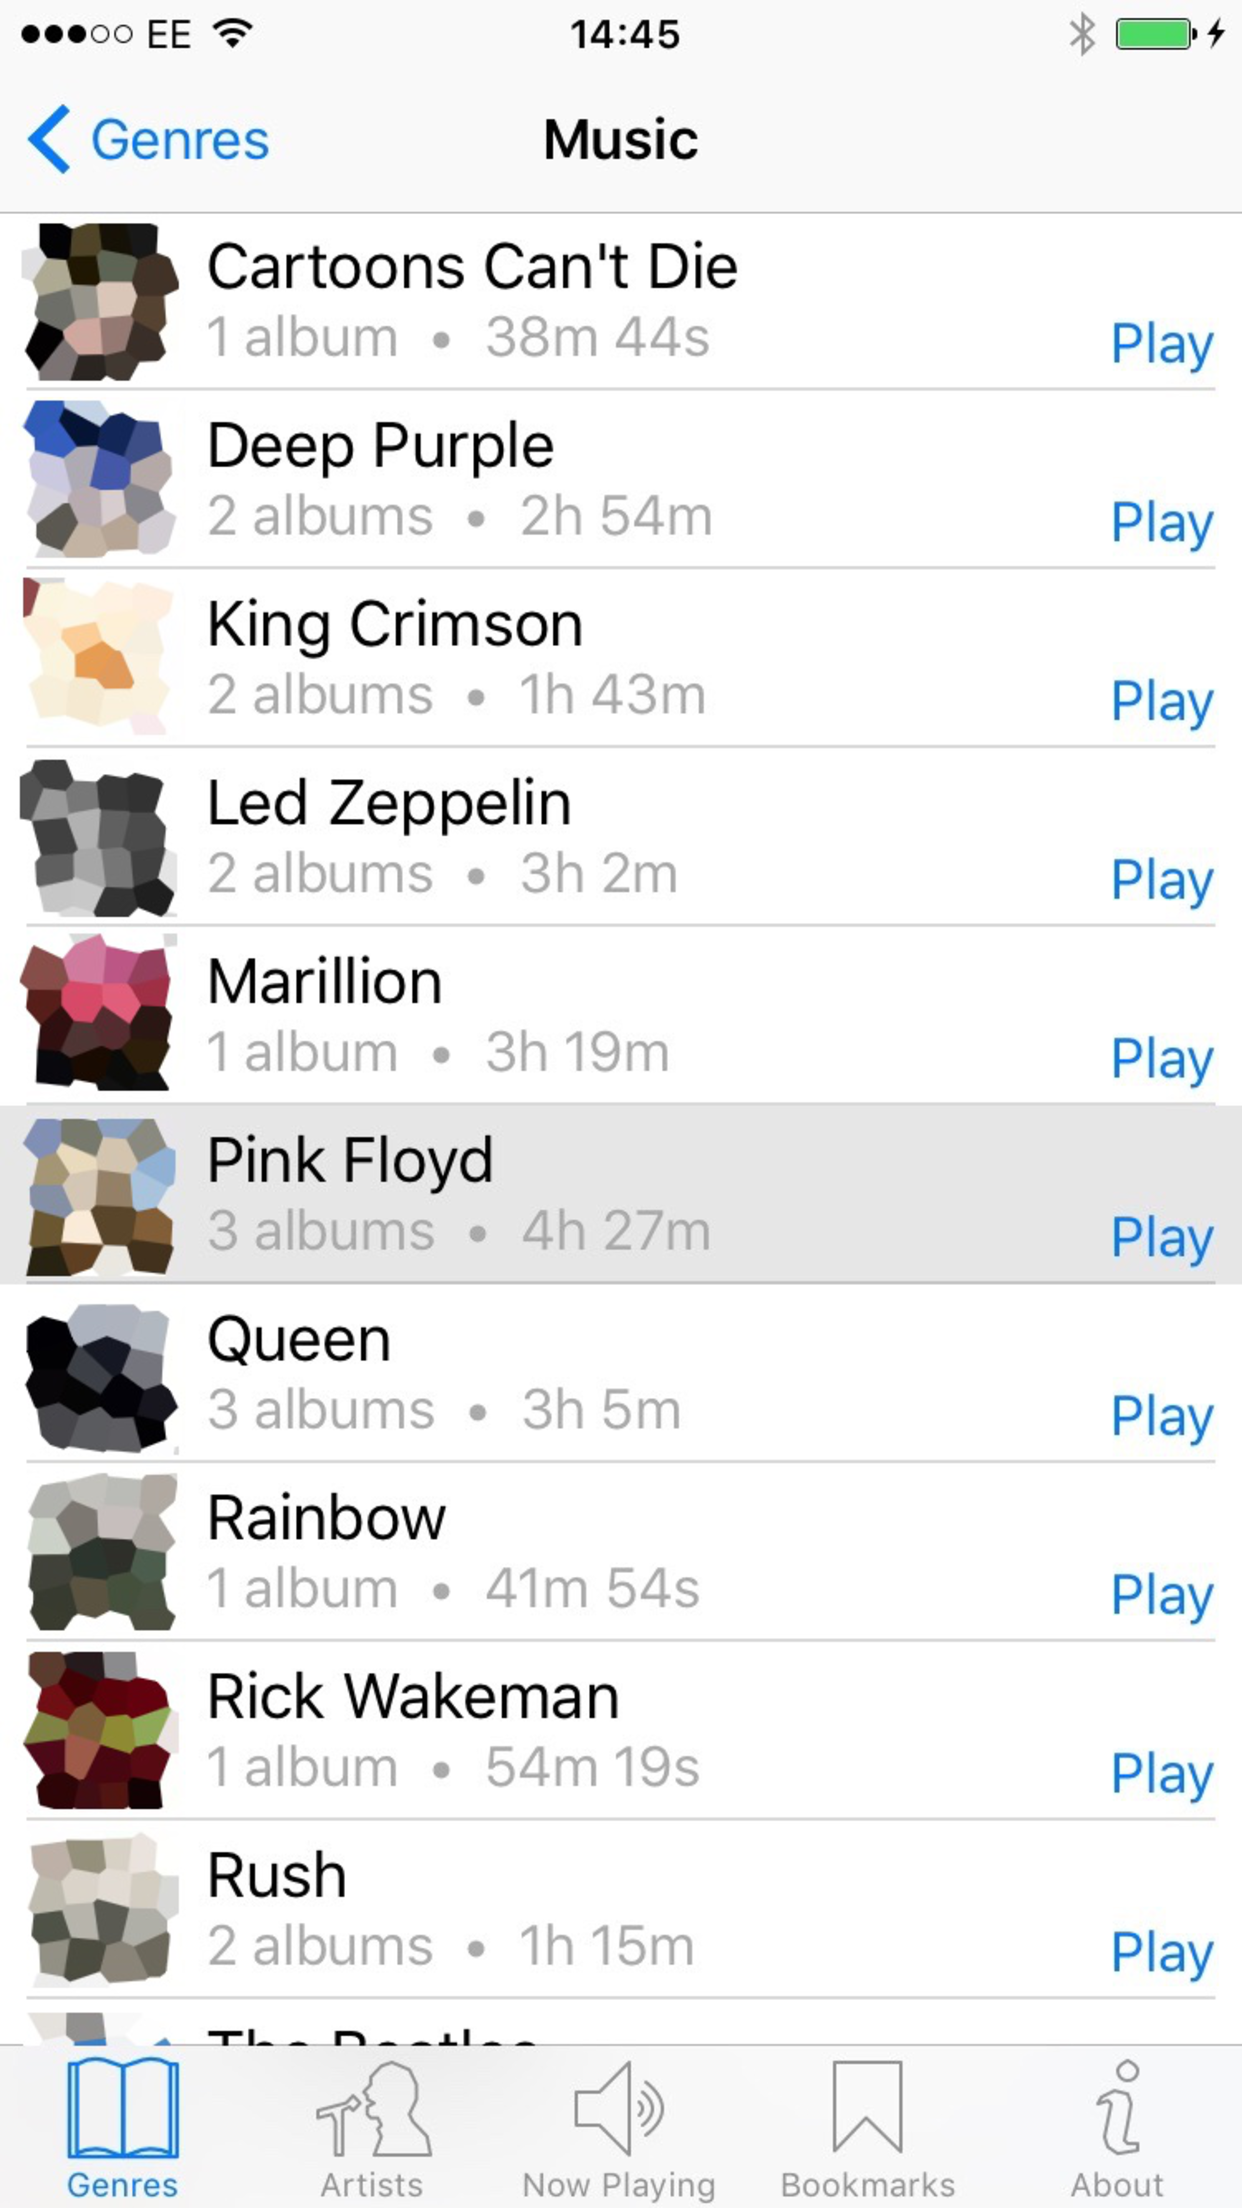 EE 14:45
Genres Music
Cartoons Can't Die
1 album • 38m 44s
Play
Deep Purple
2 albums • 2h 54m
Play
King Crimson
2 albums • 1h 43m
Play
Led Zeppelin
2 albums • 3h 2m
Play
Marillion
1 album • 3h 19m
Play
Pink Floyd
3 albums • 4h 27m
Play
Queen
3 albums • 3h 5m
Play
Rainbow
1 album • 41m 54s
Play
Rick Wakeman
1 album • 54m 19s
Play
Rush
2 albums • 1h 15m
Play
The Beatles
Genres Artists Now Playing Bookmarks About